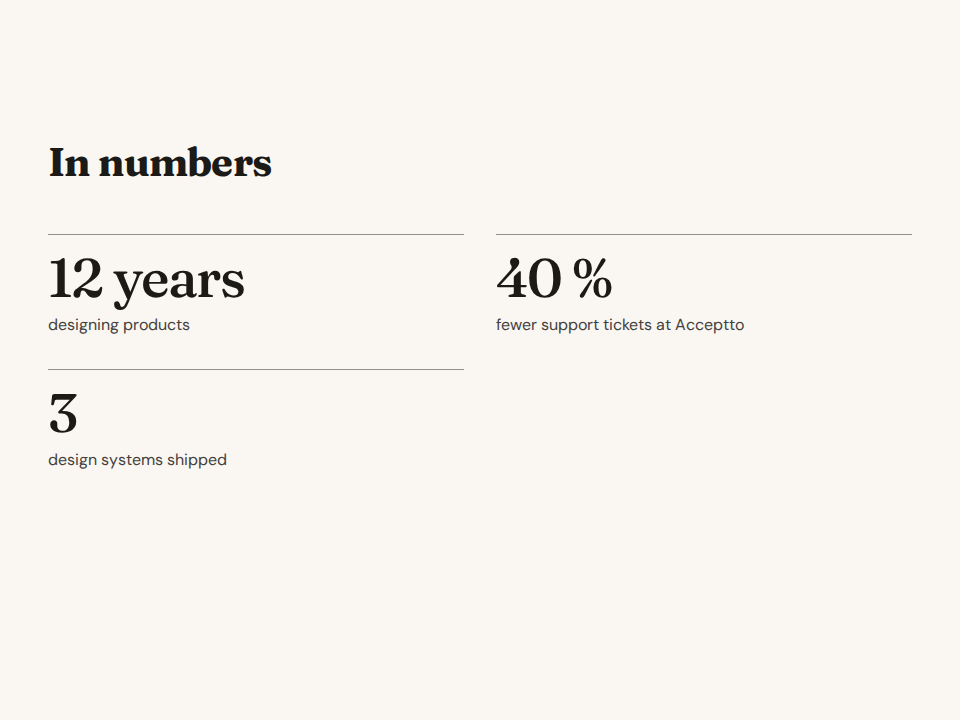 In numbers
12 years
designing products
40 %
fewer support tickets at Acceptto
3
design systems shipped